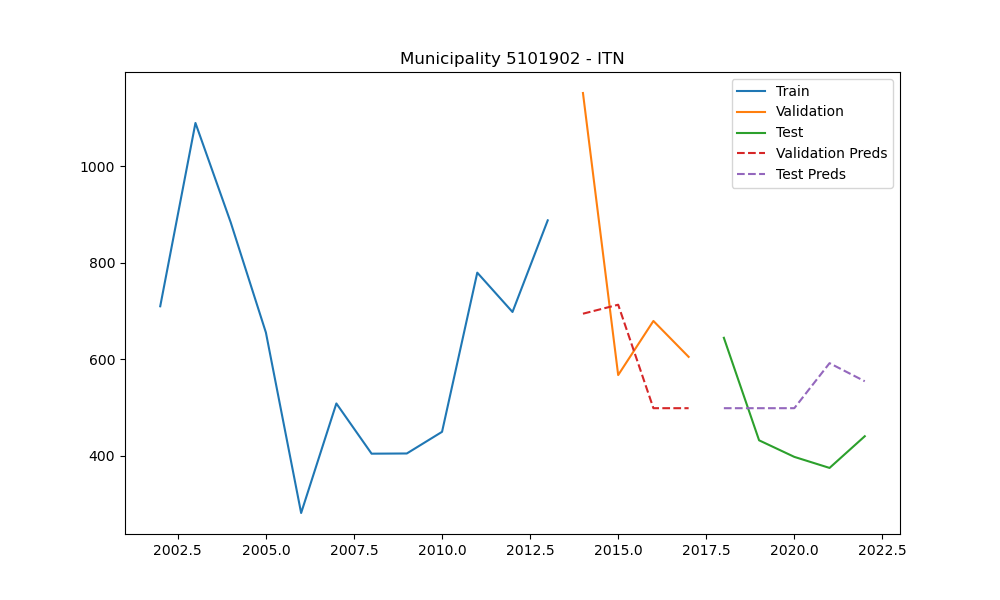 Municipality 5101902 - ITN
Train
Validation
Test
Validation Preds
Test Preds
1000
800
600
400
2002.5 2005.0 2007.5 2010.0 2012.5 2015.0 2017.5 2020.0 2022.5